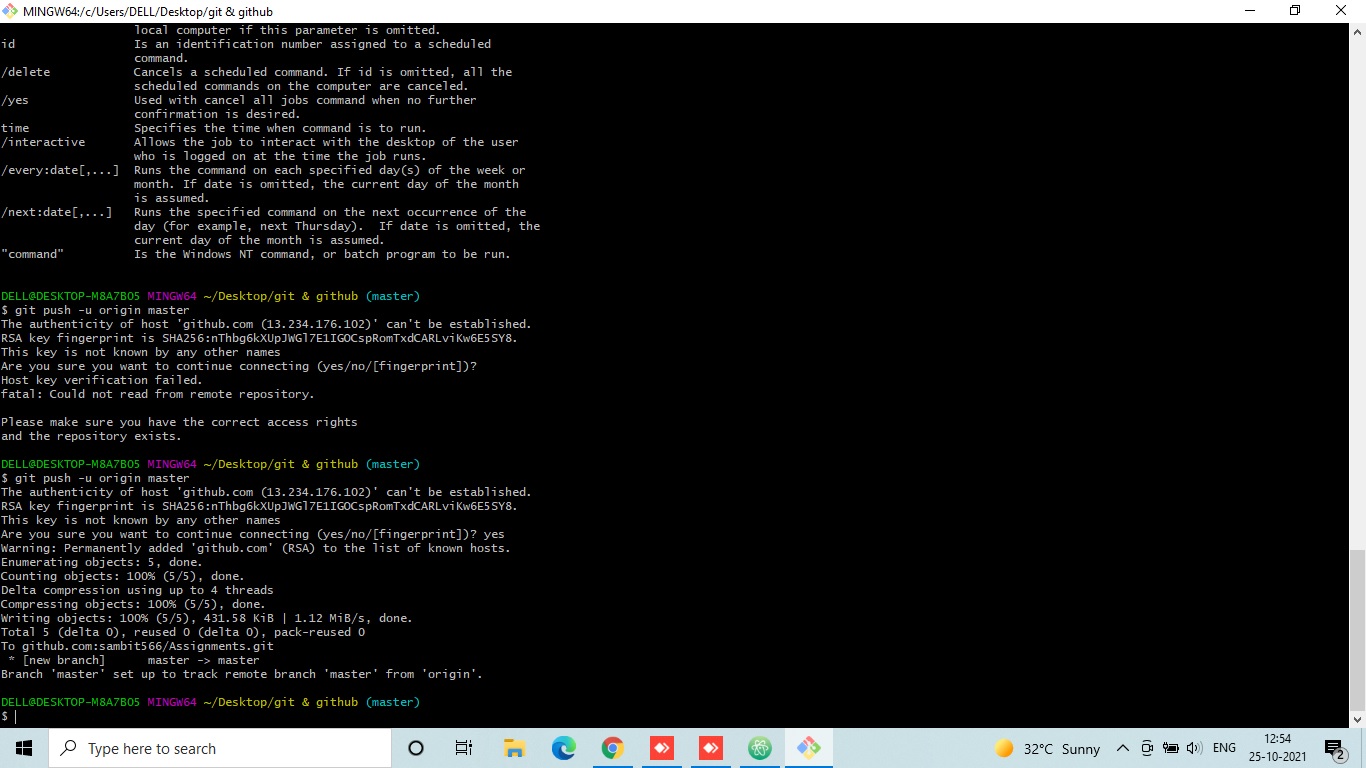 MINGW64:/c/Users/DELL/Desktop/git & github
local computer if this parameter is omitted.
id Is an identification number assigned to a scheduled
command.
/delete Cancels a scheduled command. If id is omitted, all the
scheduled commands on the computer are canceled.
/yes Used with cancel all jobs command when no further
confirmation is desired.
time Specifies the time when command is to run.
/interactive Allows the job to interact with the desktop of the user
who is logged on at the time the job runs.
/every:date[,...] Runs the command on each specified day(s) of the week or
month. If date is omitted, the current day of the month
is assumed.
/next:date[,...] Runs the specified command on the next occurrence of the
day (for example, next Thursday). If date is omitted, the
current day of the month is assumed.
"command" Is the Windows NT command, or batch program to be run.
DELL@DESKTOP-M8A7BO5 MINGW64 ~/Desktop/git & github (master)
$ git push -u origin master
The authenticity of host 'github.com (13.234.176.102)' can't be established.
RSA key fingerprint is SHA256:nThbg6kXUpJWGl7E1IGOCspRomTxdCARLviKw6E5SY8.
This key is not known by any other names
Are you sure you want to continue connecting (yes/no/[fingerprint])?
Host key verification failed.
fatal: Could not read from remote repository.
Please make sure you have the correct access rights
and the repository exists.
DELL@DESKTOP-M8A7BO5 MINGW64 ~/Desktop/git & github (master)
$ git push -u origin master
The authenticity of host 'github.com (13.234.176.102)' can't be established.
RSA key fingerprint is SHA256:nThbg6kXUpJWGl7E1IGOCspRomTxdCARLviKw6E5SY8.
This key is not known by any other names
Are you sure you want to continue connecting (yes/no/[fingerprint])? yes
Warning: Permanently added 'github.com' (RSA) to the list of known hosts.
Enumerating objects: 5, done.
Counting objects: 100% (5/5), done.
Delta compression using up to 4 threads
Compressing objects: 100% (5/5), done.
Writing objects: 100% (5/5), 431.58 KiB | 1.12 MiB/s, done.
Total 5 (delta 0), reused 0 (delta 0), pack-reused 0
To github.com:sambit566/Assignments.git
* [new branch] master -> master
Branch 'master' set up to track remote branch 'master' from 'origin'.
DELL@DESKTOP-M8A7BO5 MINGW64 ~/Desktop/git & github (master)
$
Type here to search
32°C Sunny
ENG
12:54
25-10-2021
2